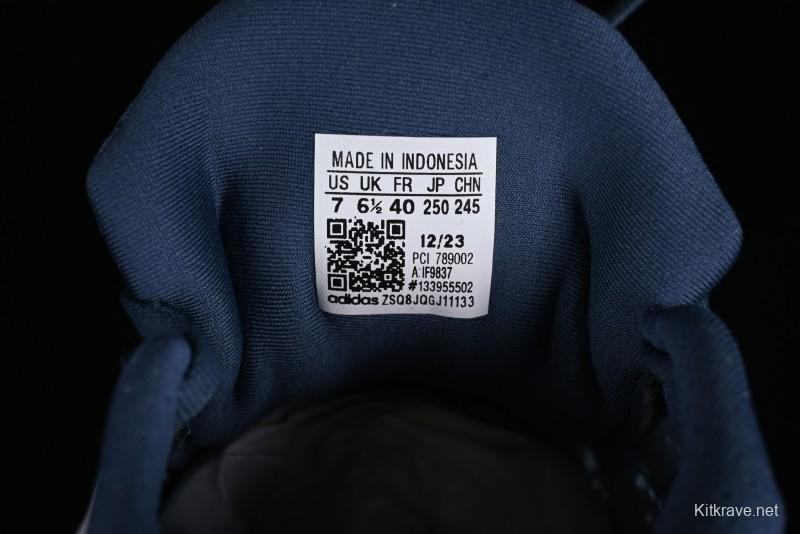 MADE IN INDONESIA
US UK FR JP CHN
7 6½ 40 250 245
12/23
PCI 789002
A: IF9837
#133955502
adidas ZSQ8JQGJ11133
Kitkrave.net